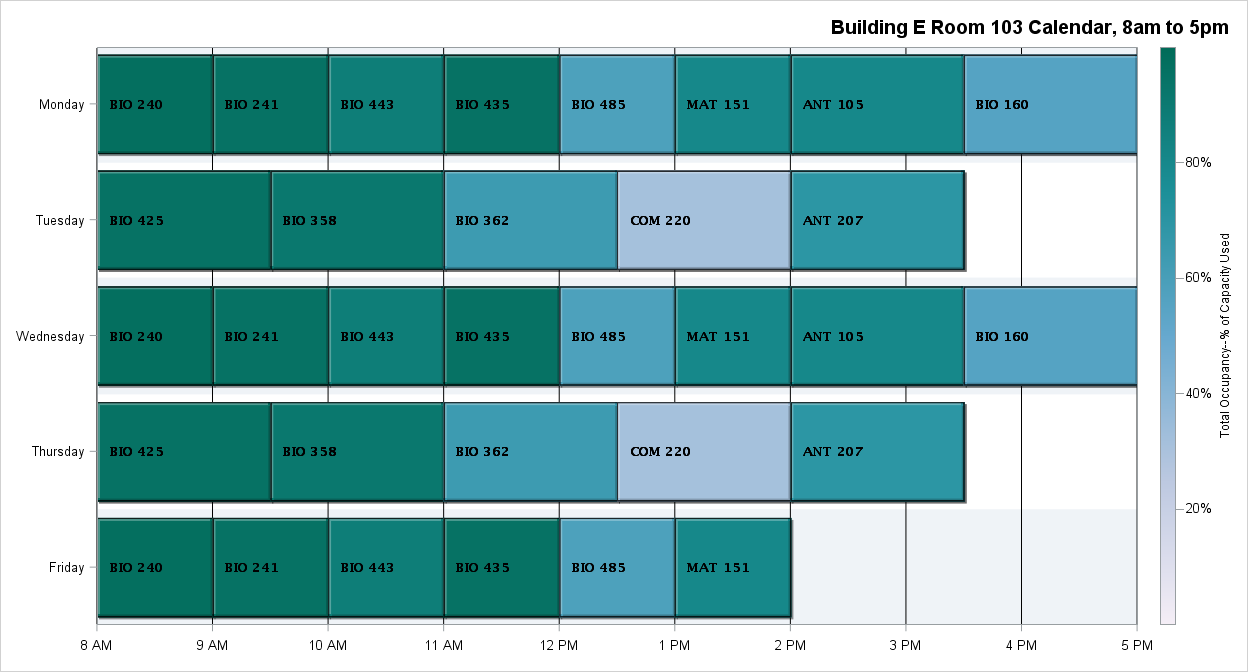 Building E Room 103 Calendar, 8am to 5pm
Monday
BIO 240
BIO 241
BIO 443
BIO 435
BIO 485
MAT 151
ANT 105
BIO 160
Tuesday
BIO 425
BIO 358
BIO 362
COM 220
ANT 207
Wednesday
BIO 240
BIO 241
BIO 443
BIO 435
BIO 485
MAT 151
ANT 105
BIO 160
Thursday
BIO 425
BIO 358
BIO 362
COM 220
ANT 207
Friday
BIO 240
BIO 241
BIO 443
BIO 435
BIO 485
MAT 151
8 AM
9 AM
10 AM
11 AM
12 PM
1 PM
2 PM
3 PM
4 PM
5 PM
80%
60%
40%
20%
Total Occupancy--% of Capacity Used